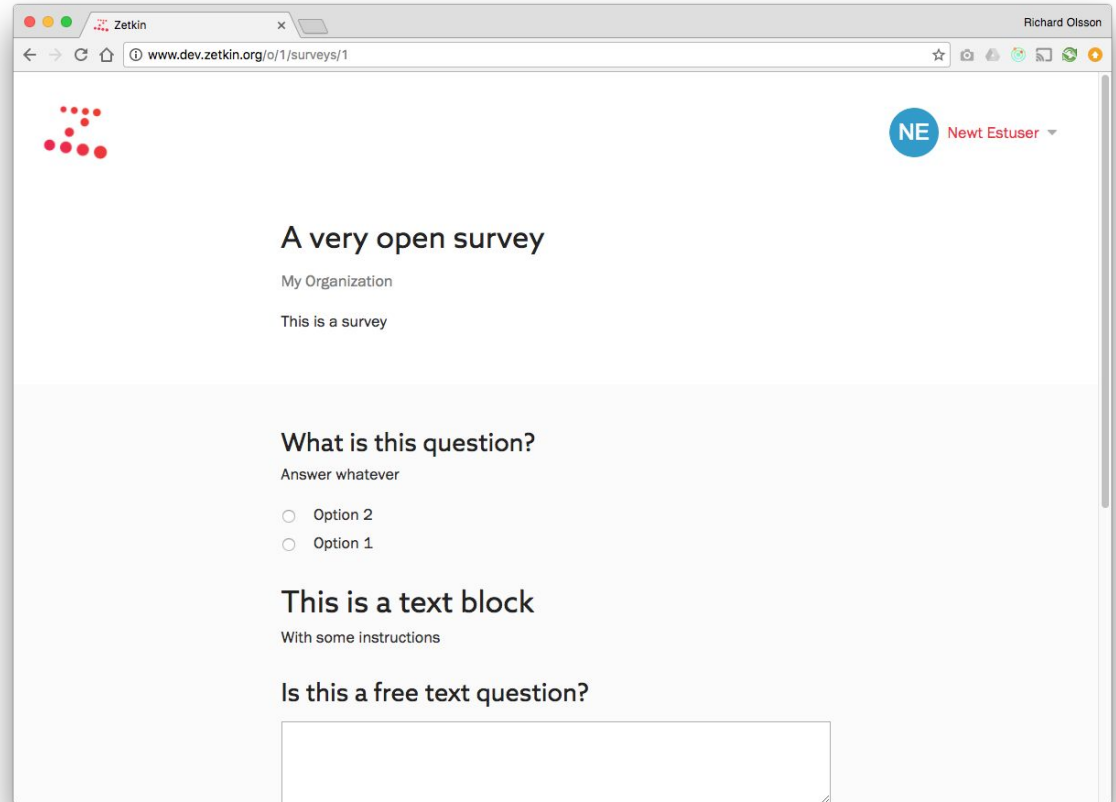 Zetkin
Richard Olsson
www.dev.zetkin.org/o/1/surveys/1
NE Newt Estuser
A very open survey
My Organization
This is a survey
What is this question?
Answer whatever
Option 2
Option 1
This is a text block
With some instructions
Is this a free text question?